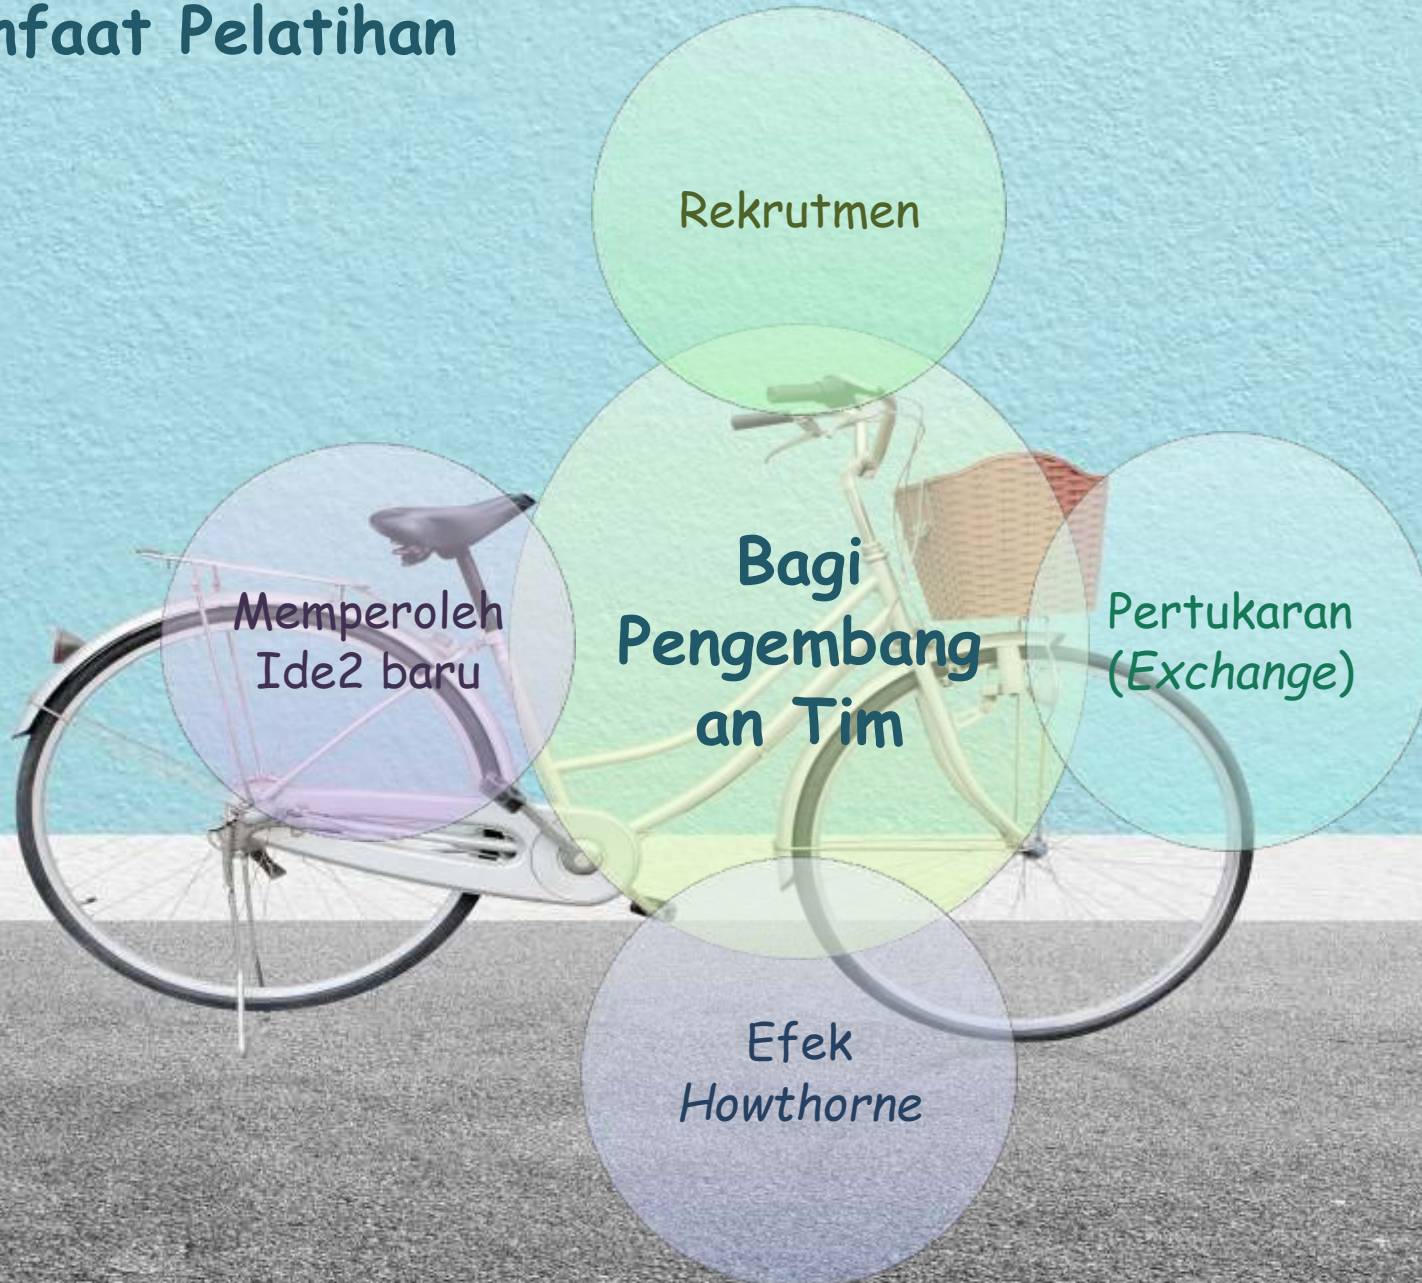 nfaat Pelatihan
Rekrutmen
Memperoleh
Ide2 baru
Bagi
Pengembang
an Tim
Pertukaran
(Exchange)
Efek
Howthorne